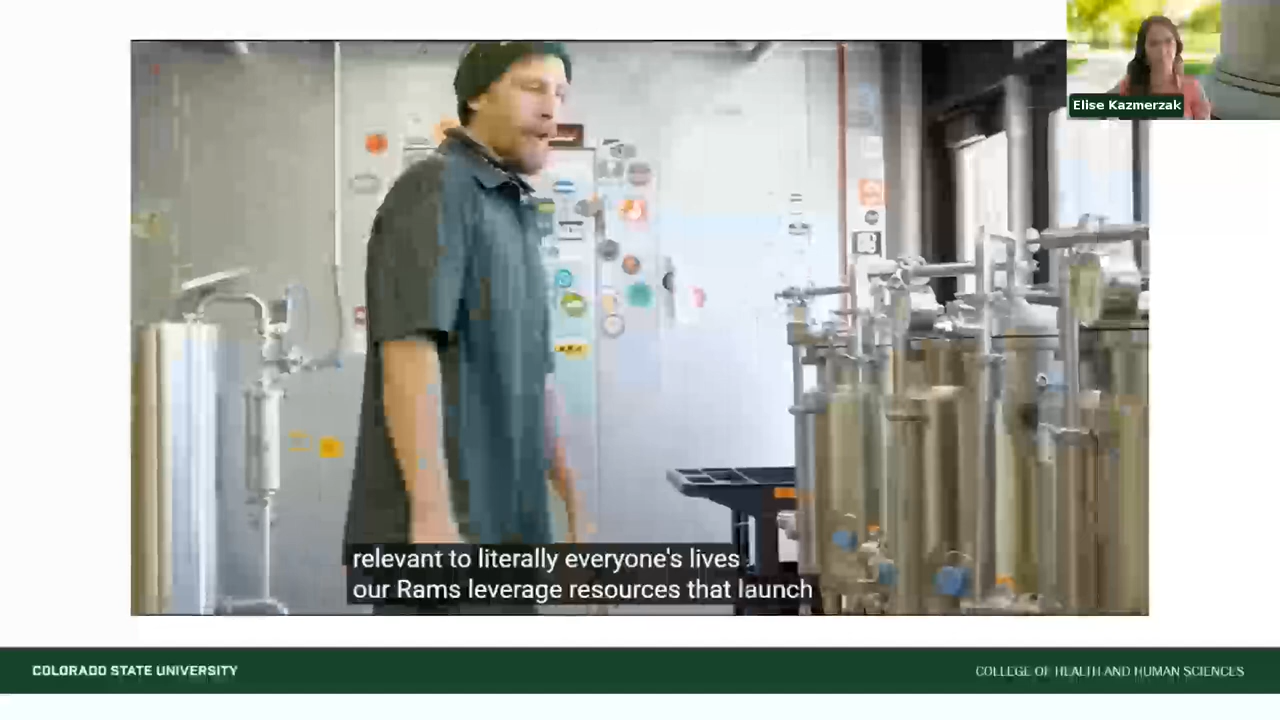 Elise Kazmerzak
relevant to literally everyone's lives
our Rams leverage resources that launch
COLORADO STATE UNIVERSITY
COLLEGE OF HEALTH AND HUMAN SCIENCES